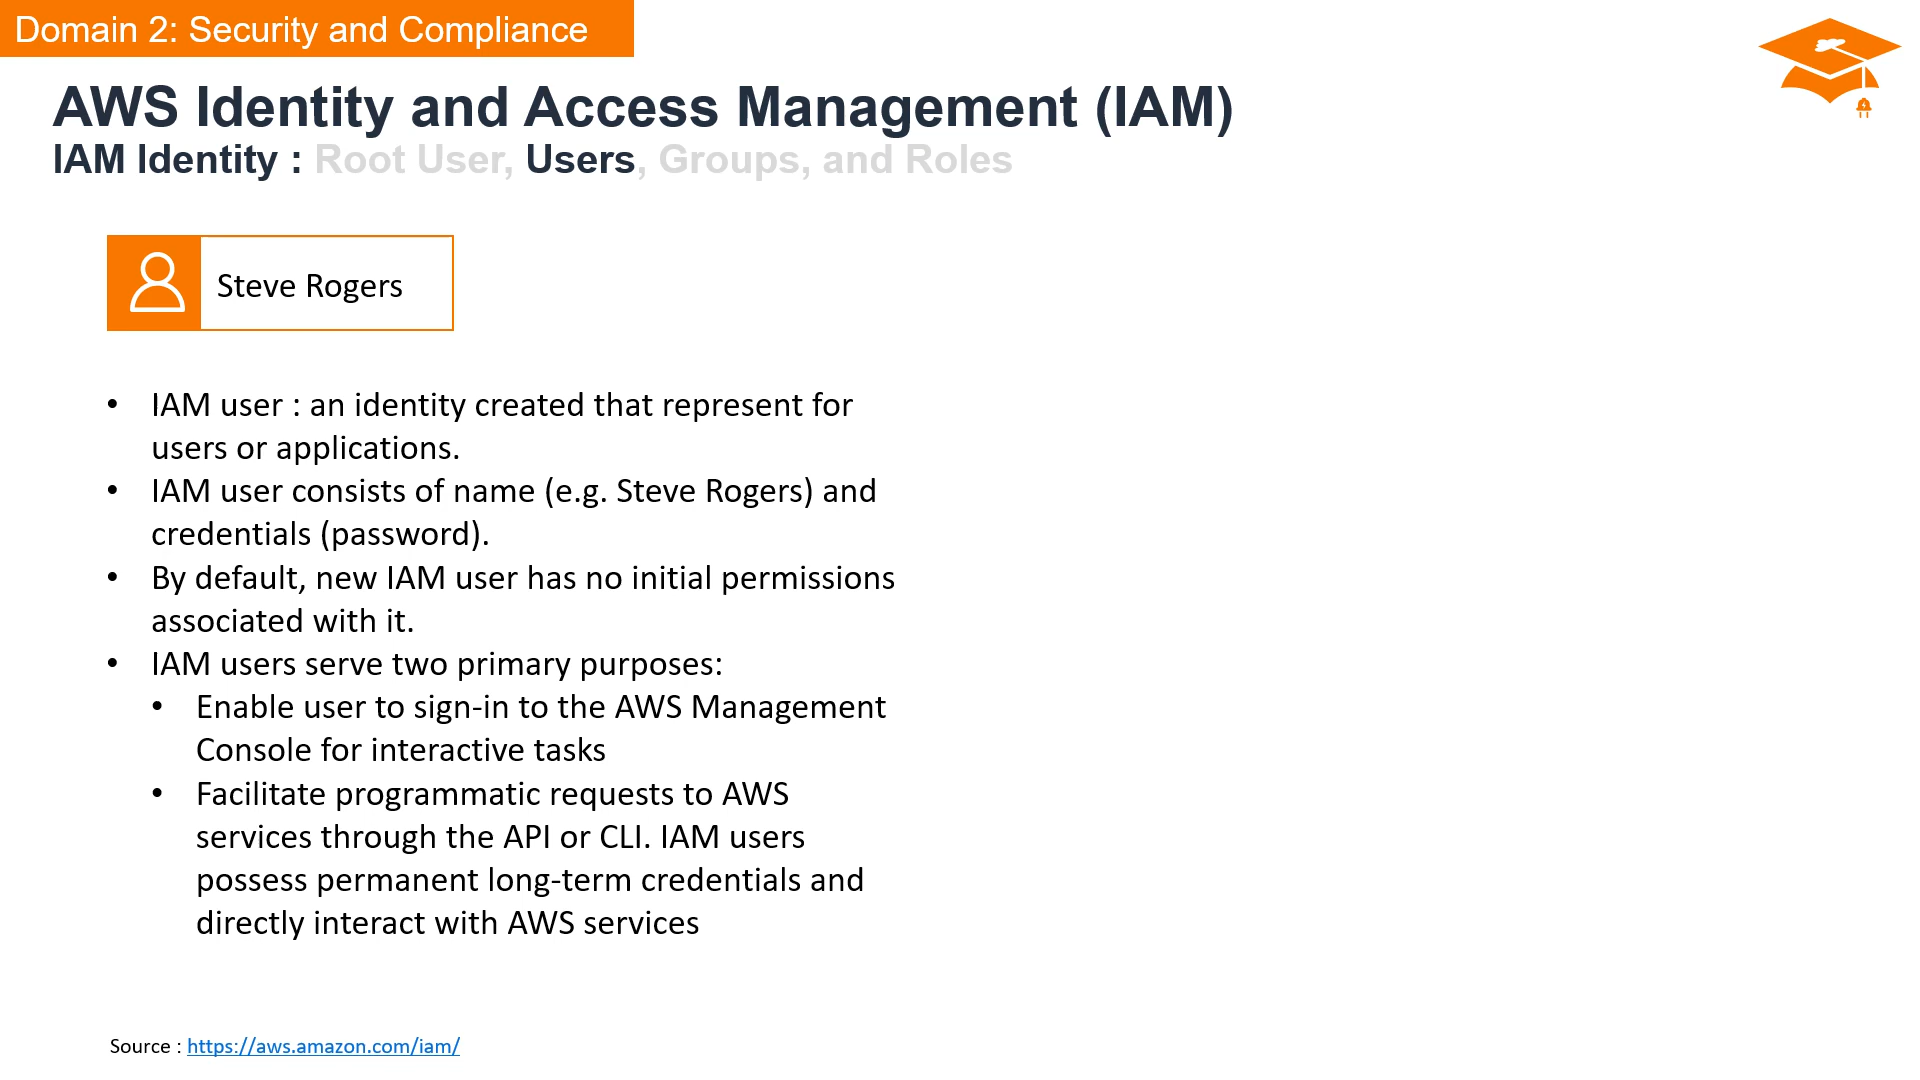 Domain 2: Security and Compliance
AWS Identity and Access Management (IAM)
IAM Identity : Root User, Users, Groups, and Roles
Steve Rogers
• IAM user : an identity created that represent for
users or applications.
• IAM user consists of name (e.g. Steve Rogers) and
credentials (password).
• By default, new IAM user has no initial permissions
associated with it.
• IAM users serve two primary purposes:
• Enable user to sign-in to the AWS Management
Console for interactive tasks
• Facilitate programmatic requests to AWS
services through the API or CLI. IAM users
possess permanent long-term credentials and
directly interact with AWS services
Source : https://aws.amazon.com/iam/